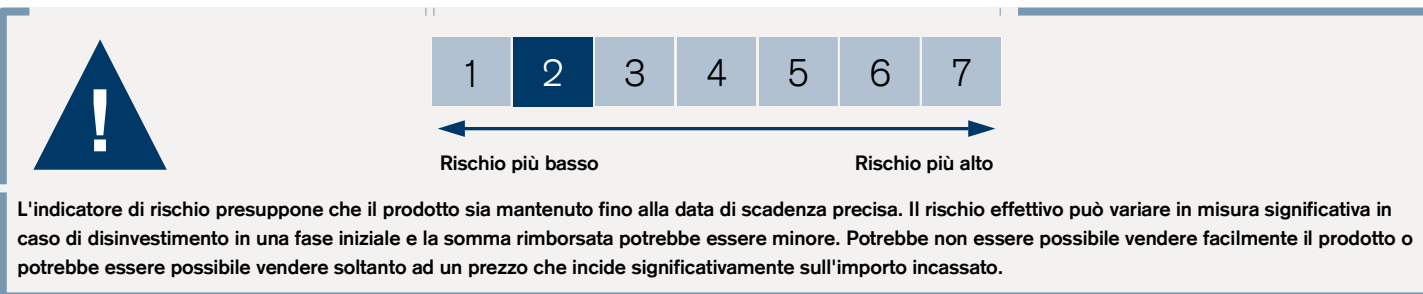 !
1 2 3 4 5 6 7
Rischio più basso Rischio più alto
L'indicatore di rischio presuppone che il prodotto sia mantenuto fino alla data di scadenza precisa. Il rischio effettivo può variare in misura significativa in
caso di disinvestimento in una fase iniziale e la somma rimborsata potrebbe essere minore. Potrebbe non essere possibile vendere facilmente il prodotto o
potrebbe essere possibile vendere soltanto ad un prezzo che incide significativamente sull'importo incassato.